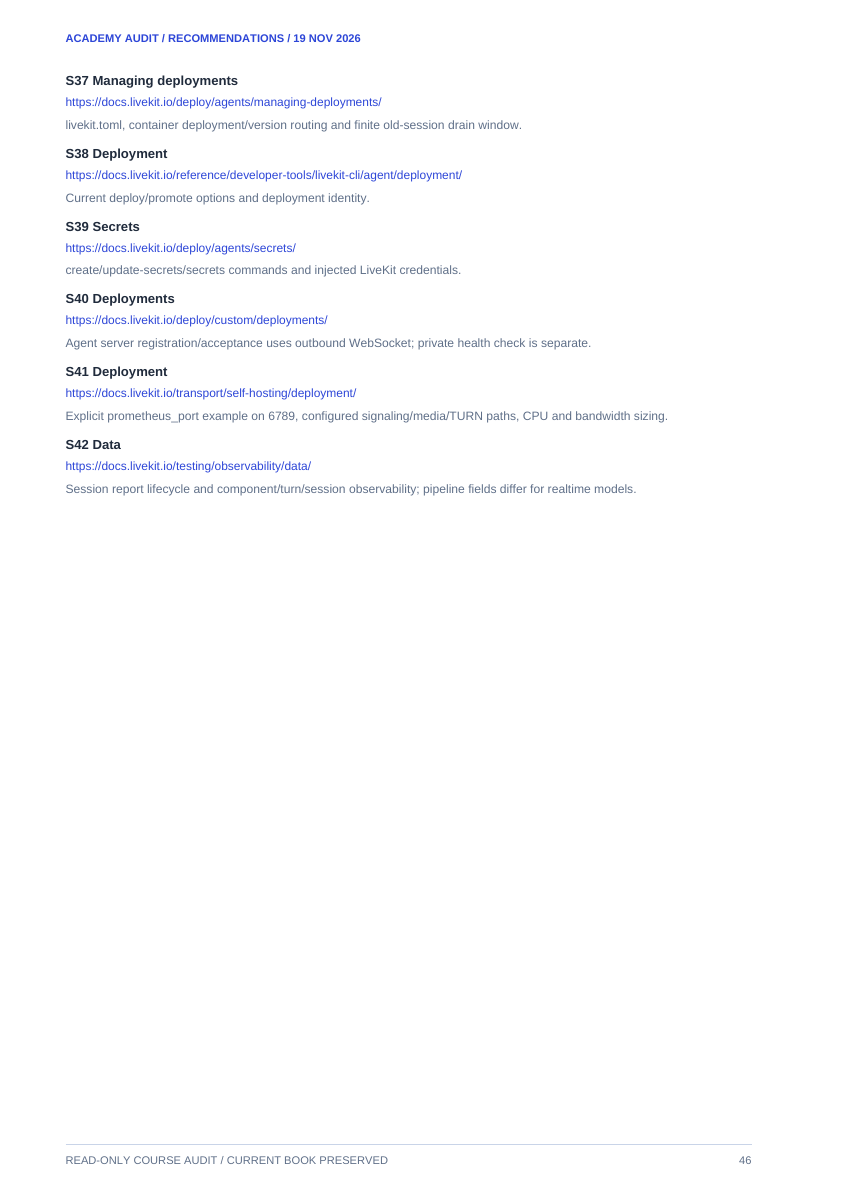 ACADEMY AUDIT / RECOMMENDATIONS / 19 NOV 2026
S37 Managing deployments
https://docs.livekit.io/deploy/agents/managing-deployments/
livekit.toml, container deployment/version routing and finite old-session drain window.
S38 Deployment
https://docs.livekit.io/reference/developer-tools/livekit-cli/agent/deployment/
Current deploy/promote options and deployment identity.
S39 Secrets
https://docs.livekit.io/deploy/agents/secrets/
create/update-secrets/secrets commands and injected LiveKit credentials.
S40 Deployments
https://docs.livekit.io/deploy/custom/deployments/
Agent server registration/acceptance uses outbound WebSocket; private health check is separate.
S41 Deployment
https://docs.livekit.io/transport/self-hosting/deployment/
Explicit prometheus_port example on 6789, configured signaling/media/TURN paths, CPU and bandwidth sizing.
S42 Data
https://docs.livekit.io/testing/observability/data/
Session report lifecycle and component/turn/session observability; pipeline fields differ for realtime models.
READ-ONLY COURSE AUDIT / CURRENT BOOK PRESERVED
46